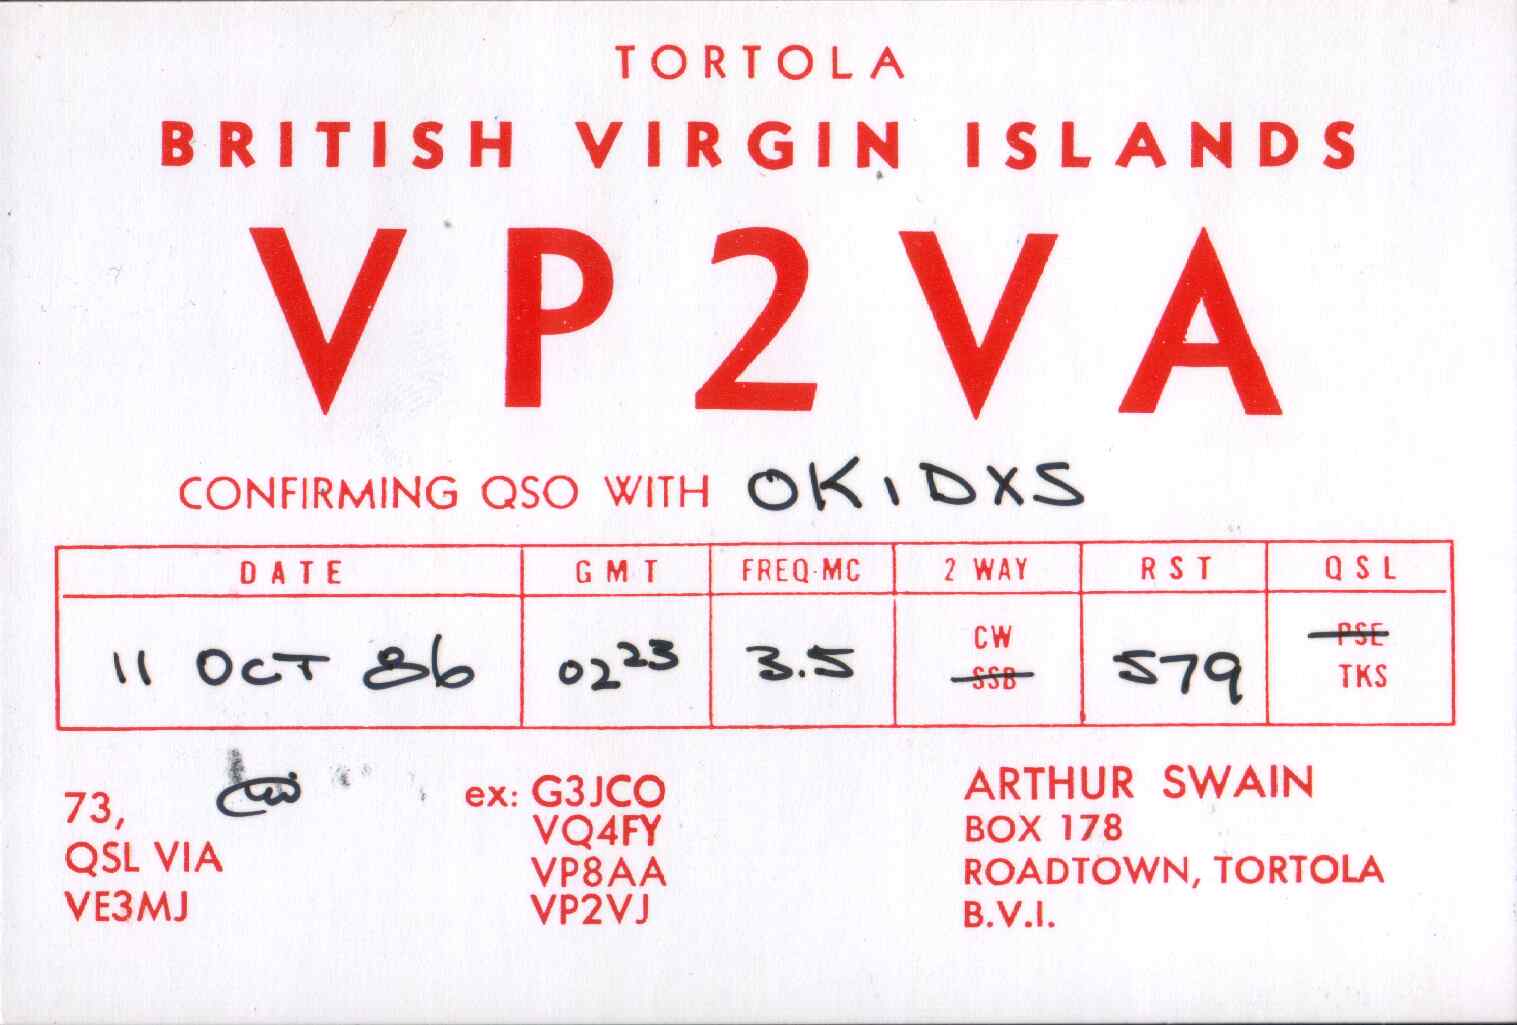 TORTOLA
BRITISH VIRGIN ISLANDS
VP2VA
CONFIRMING QSO WITH OK1DXS
DATE GMT FREQ-MC 2 WAY RST QSL
11 OCT 86 0223 3.5 CW SSB 579 PSE TKS
73,
QSL VIA
VE3MJ
ex: G3JCO
VQ4FY
VP8AA
VP2VJ
ARTHUR SWAIN
BOX 178
ROADTOWN, TORTOLA
B.V.I.